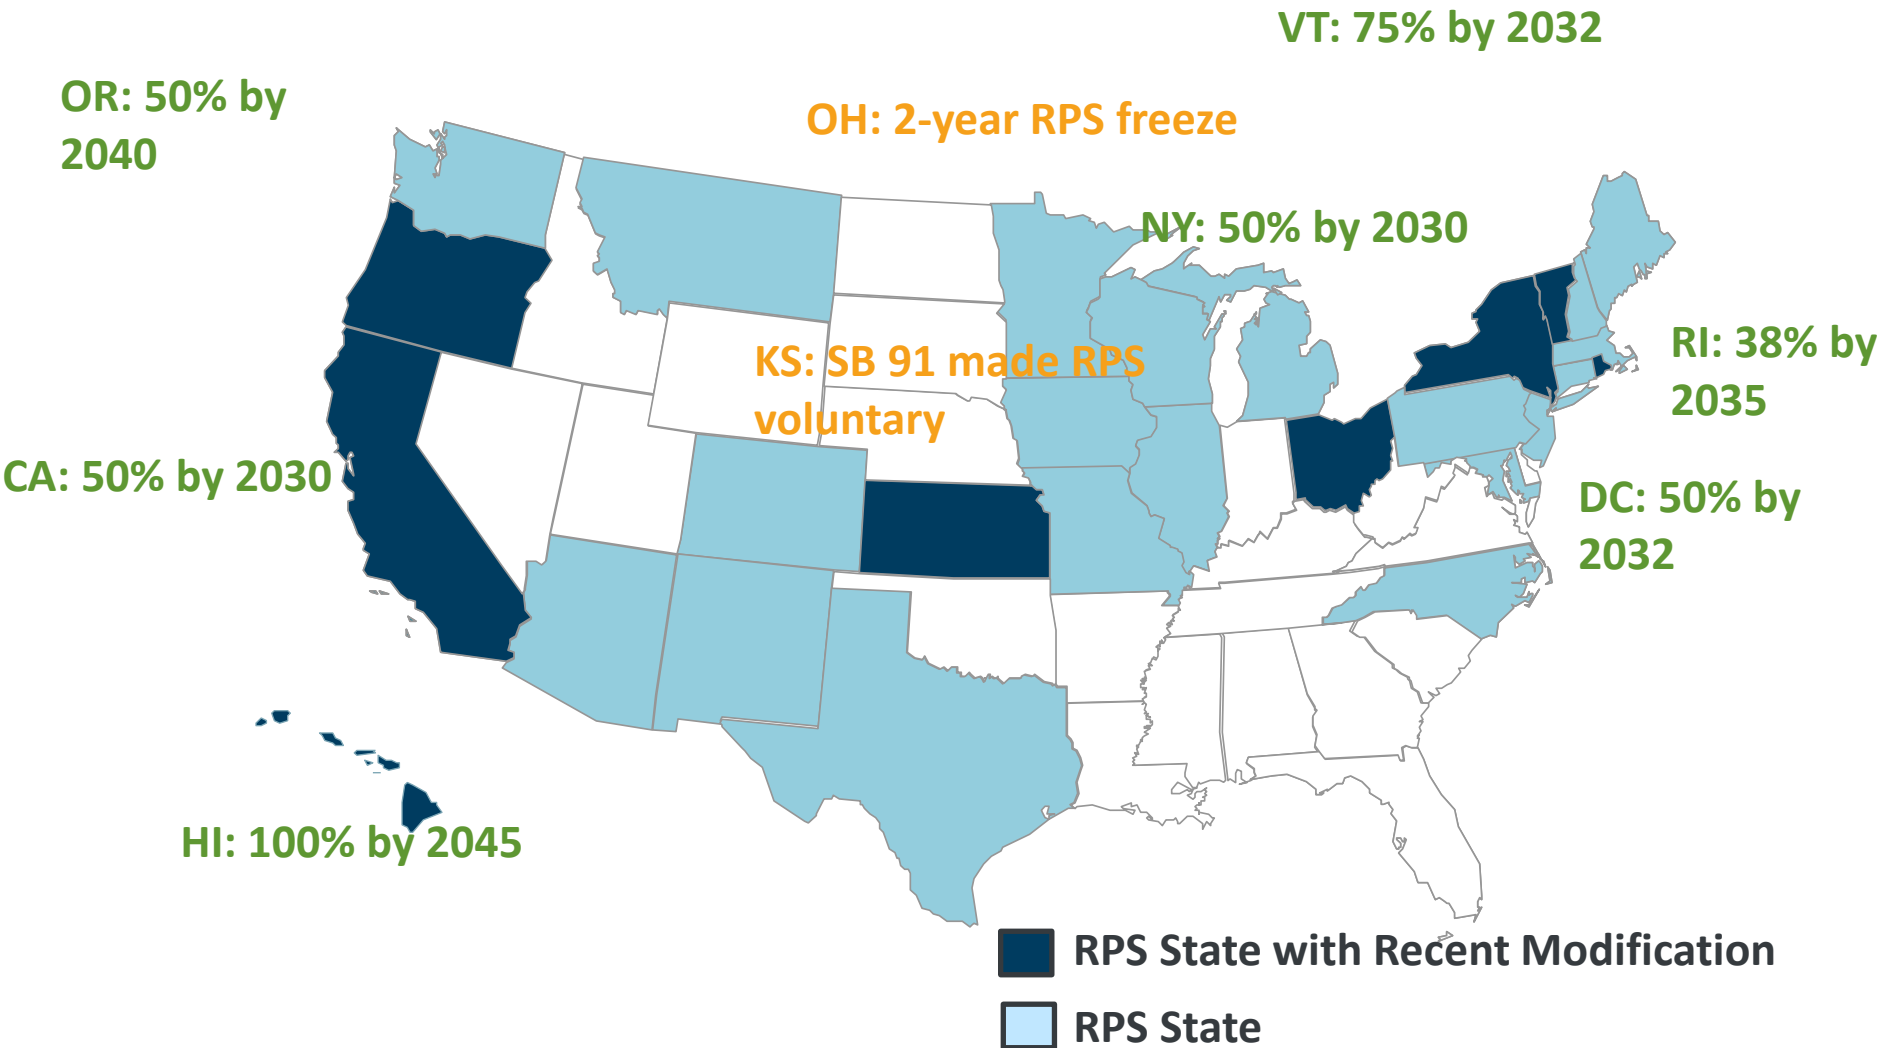 VT: 75% by 2032
OR: 50% by
2040
OH: 2-year RPS freeze
NY: 50% by 2030
KS: SB 91 made RPS
voluntary
RI: 38% by
2035
CA: 50% by 2030
DC: 50% by
2032
HI: 100% by 2045
RPS State with Recent Modification
RPS State